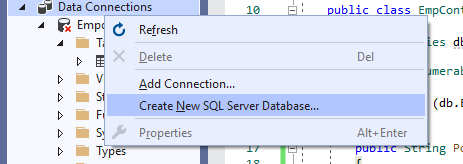 Data Connections
Empo
Ta
V
St
Fu
Sy
Types
Refresh
Delete Del
Add Connection...
Create New SQL Server Database...
Properties Alt+Enter
10 public class EmpCont
ies db
umerab
(db.E
17 public String Po
18 {